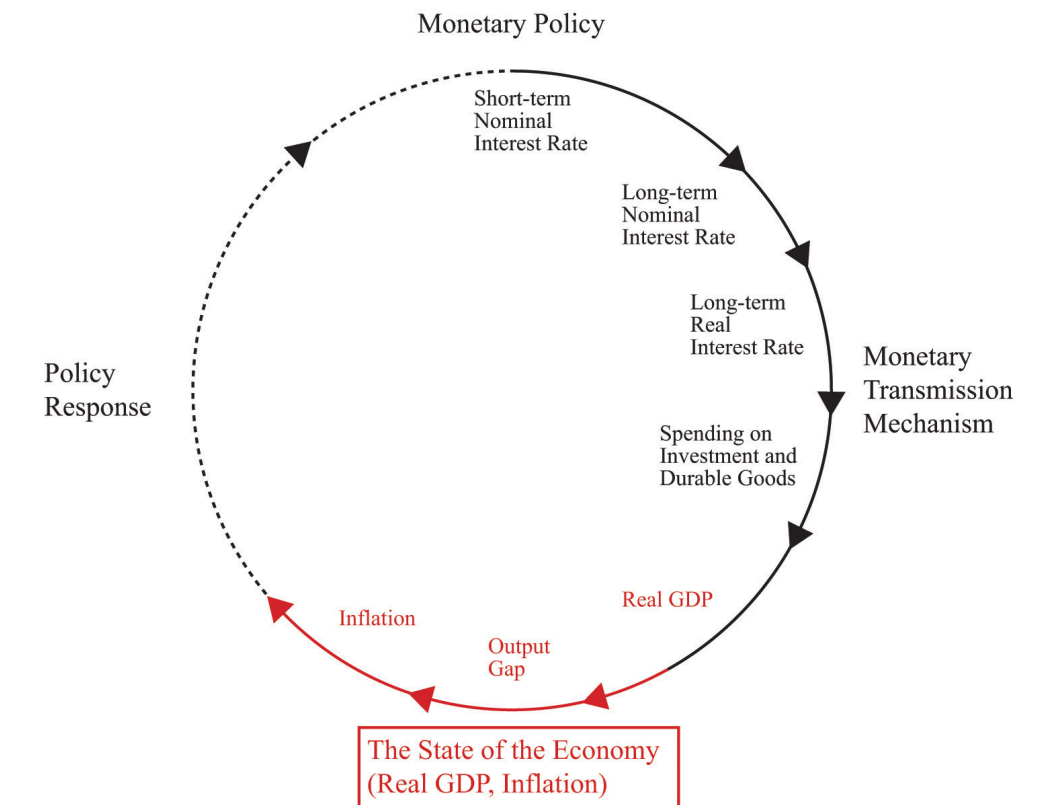 Monetary Policy
Short-term
Nominal
Interest Rate
Long-term
Nominal
Interest Rate
Long-term
Real
Interest Rate
Monetary
Transmission
Mechanism
Policy
Response
Spending on
Investment and
Durable Goods
Real GDP
Inflation
Output
Gap
The State of the Economy
(Real GDP, Inflation)